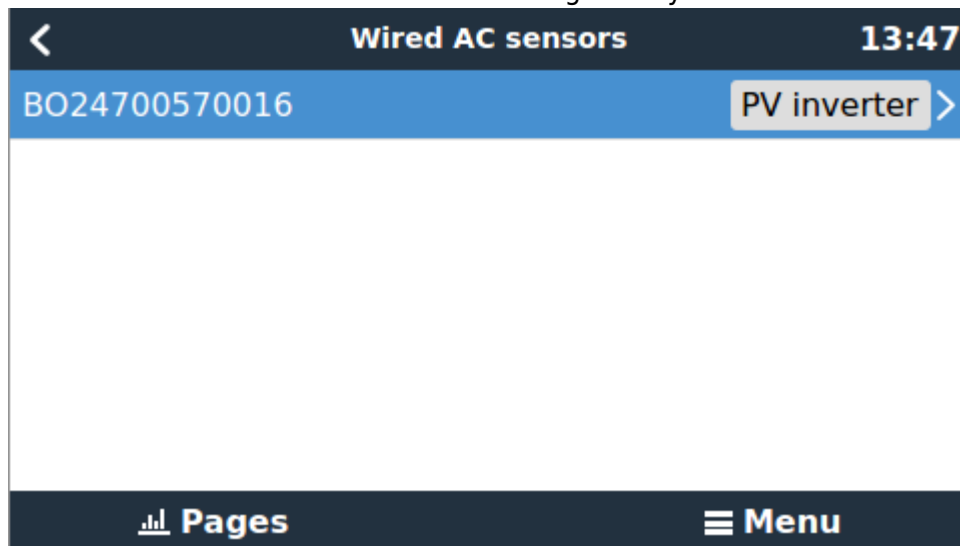 Wired AC sensors 13:47
BO24700570016 PV inverter
Pages Menu